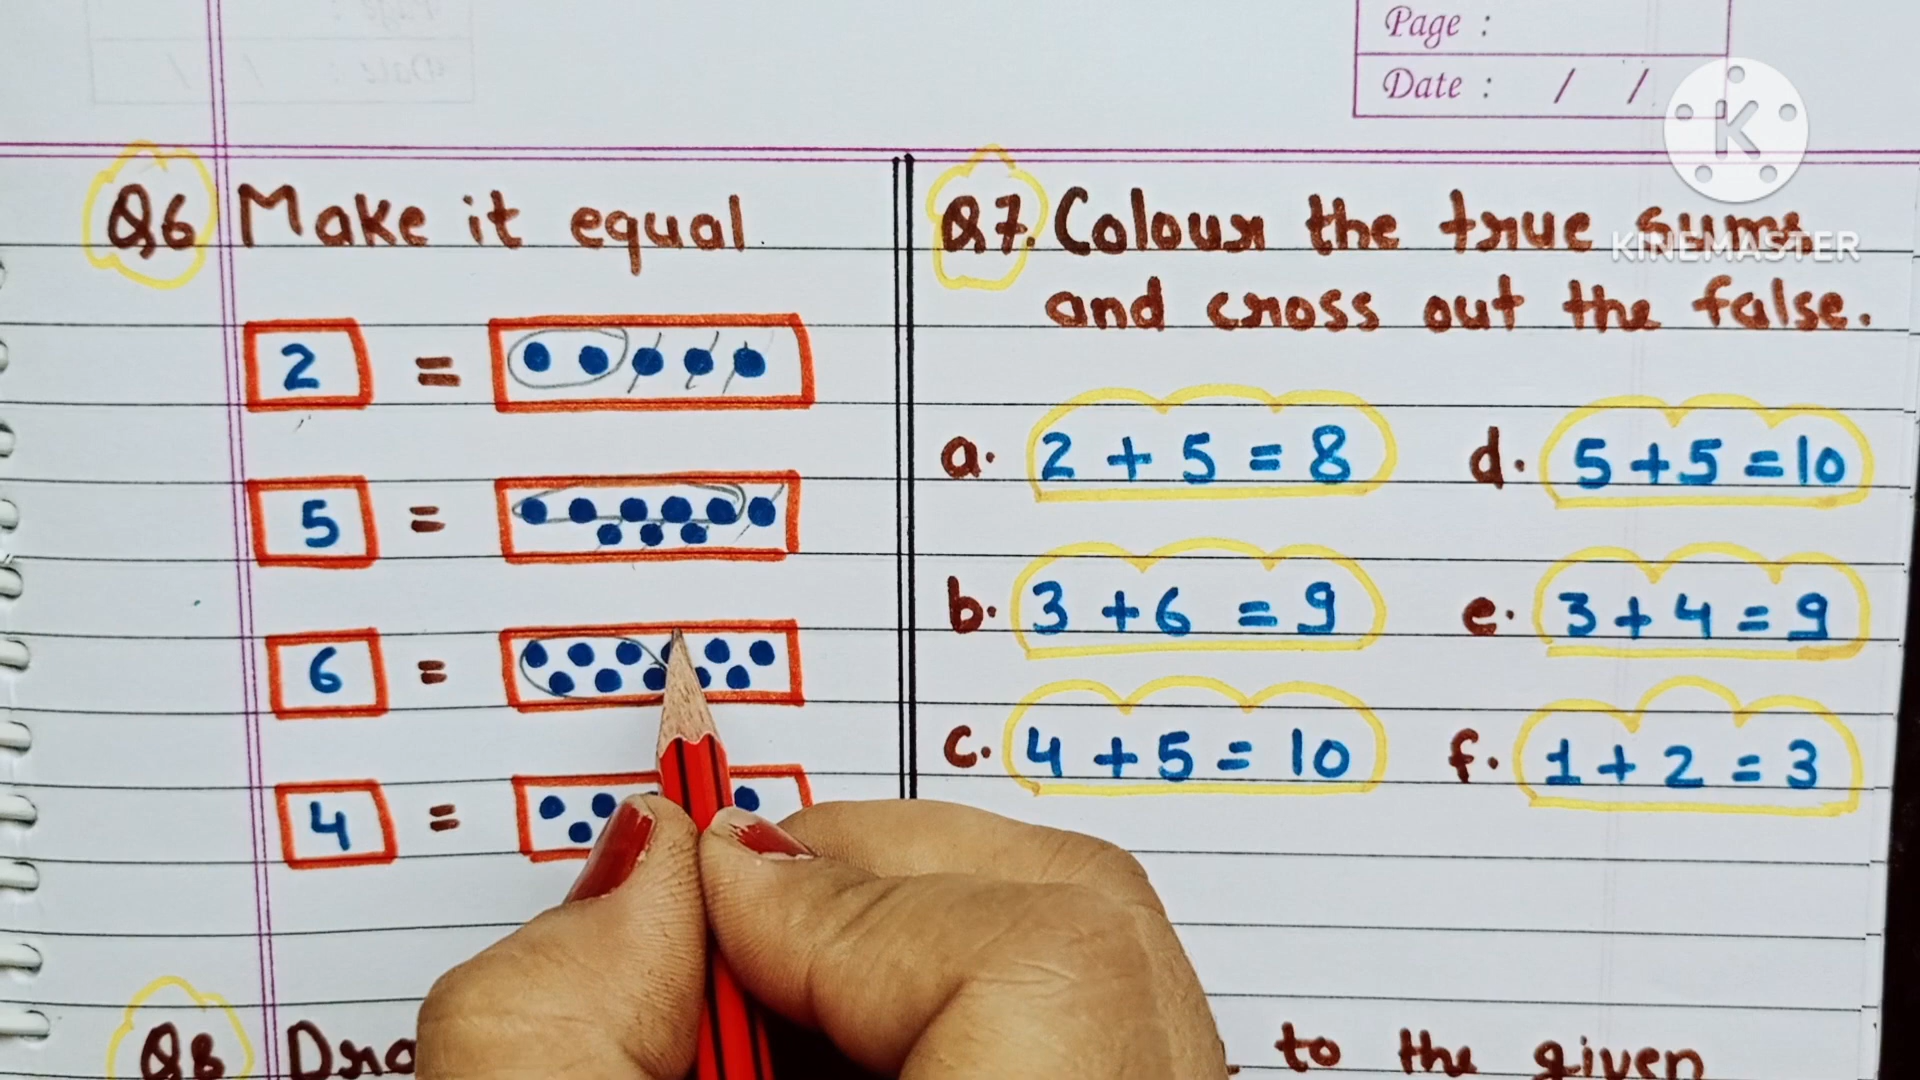 Page :
Date : / /
K
KINEMASTER
Q6 Make it equal
2 =
5 =
6 =
4 =
Q7. Colour the true sums
and cross out the false.
a. 2 + 5 = 8
b. 3 + 6 = 9
c. 4 + 5 = 10
d. 5 + 5 = 10
e. 3 + 4 = 9
f. 1 + 2 = 3
Q8 to the given